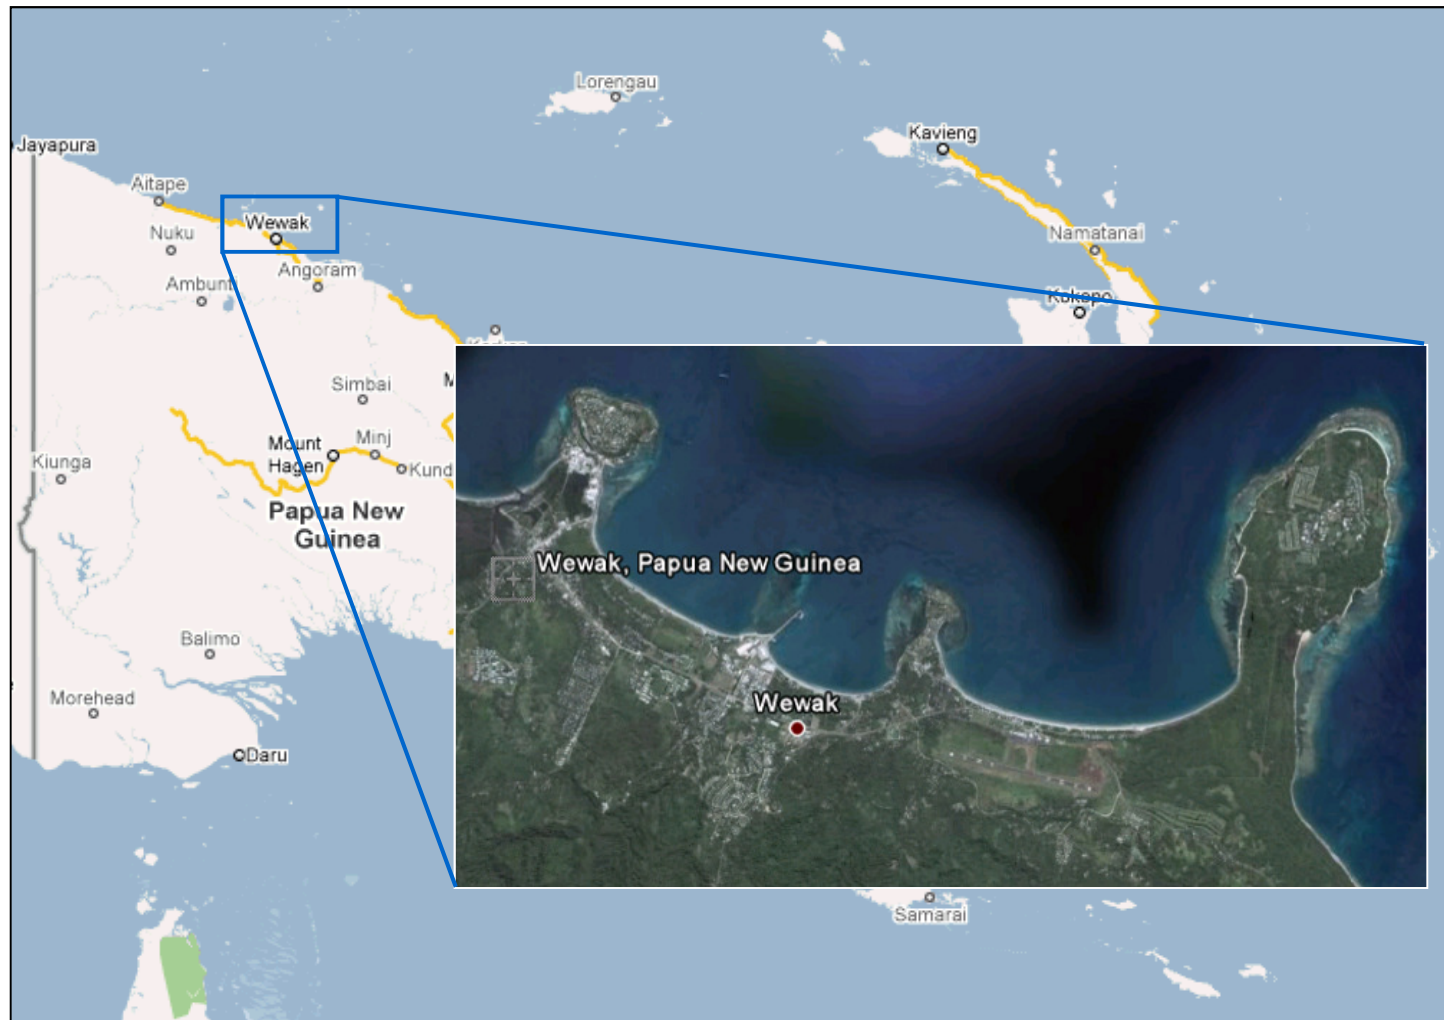 Lorengau
Kavieng
Jayapura
Aitape
Wewak
Nuku
Namatanai
Angoram
Ambunti
Kokopo
Simbai
Mount
Hagen
Minj
Kund
Kiunga
Papua New
Guinea
Wewak, Papua New Guinea
Balimo
Wewak
Morehead
Daru
Samarai